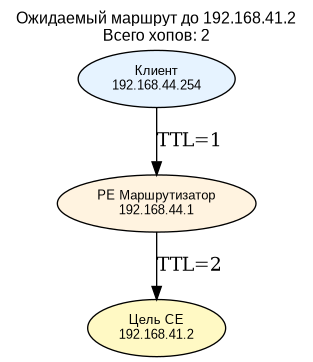 Ожидаемый маршрут до 192.168.41.2
Всего хопов: 2
Клиент
192.168.44.254
TTL=1
PE Маршрутизатор
192.168.44.1
TTL=2
Цель CE
192.168.41.2